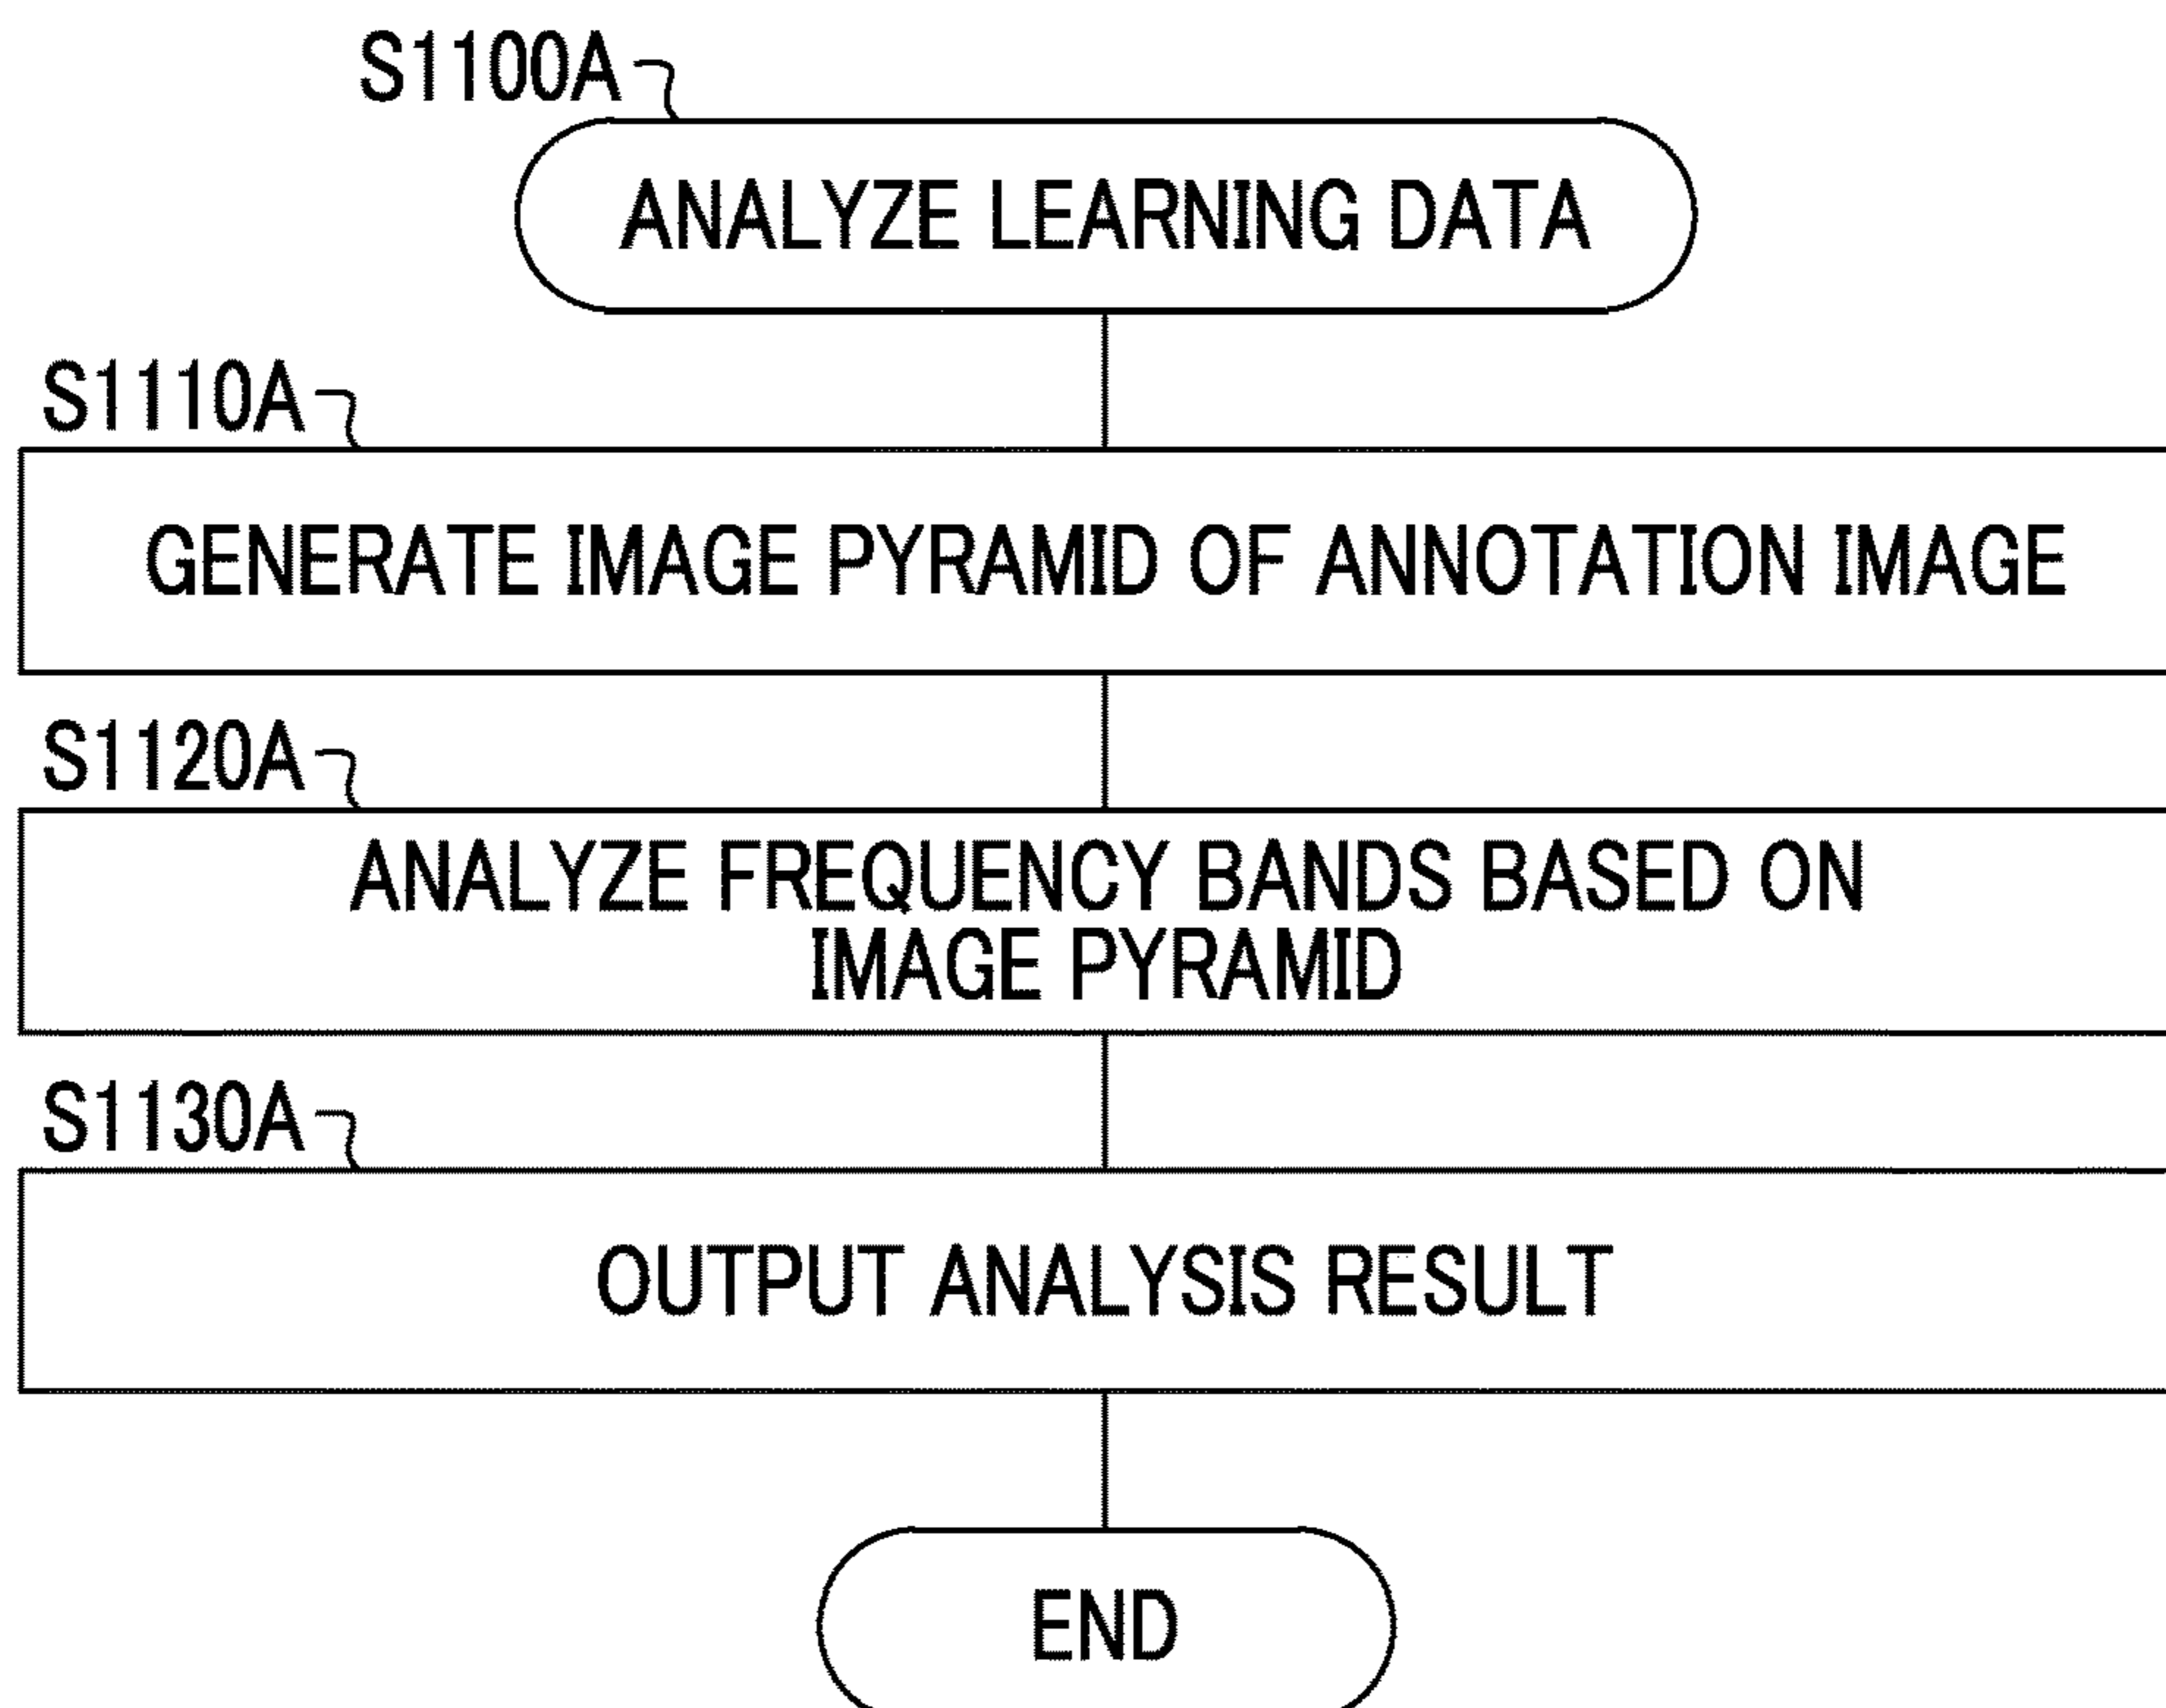 S1100A
ANALYZE LEARNING DATA
S1110A
GENERATE IMAGE PYRAMID OF ANNOTATION IMAGE
S1120A
ANALYZE FREQUENCY BANDS BASED ON
IMAGE PYRAMID
S1130A
OUTPUT ANALYSIS RESULT
END